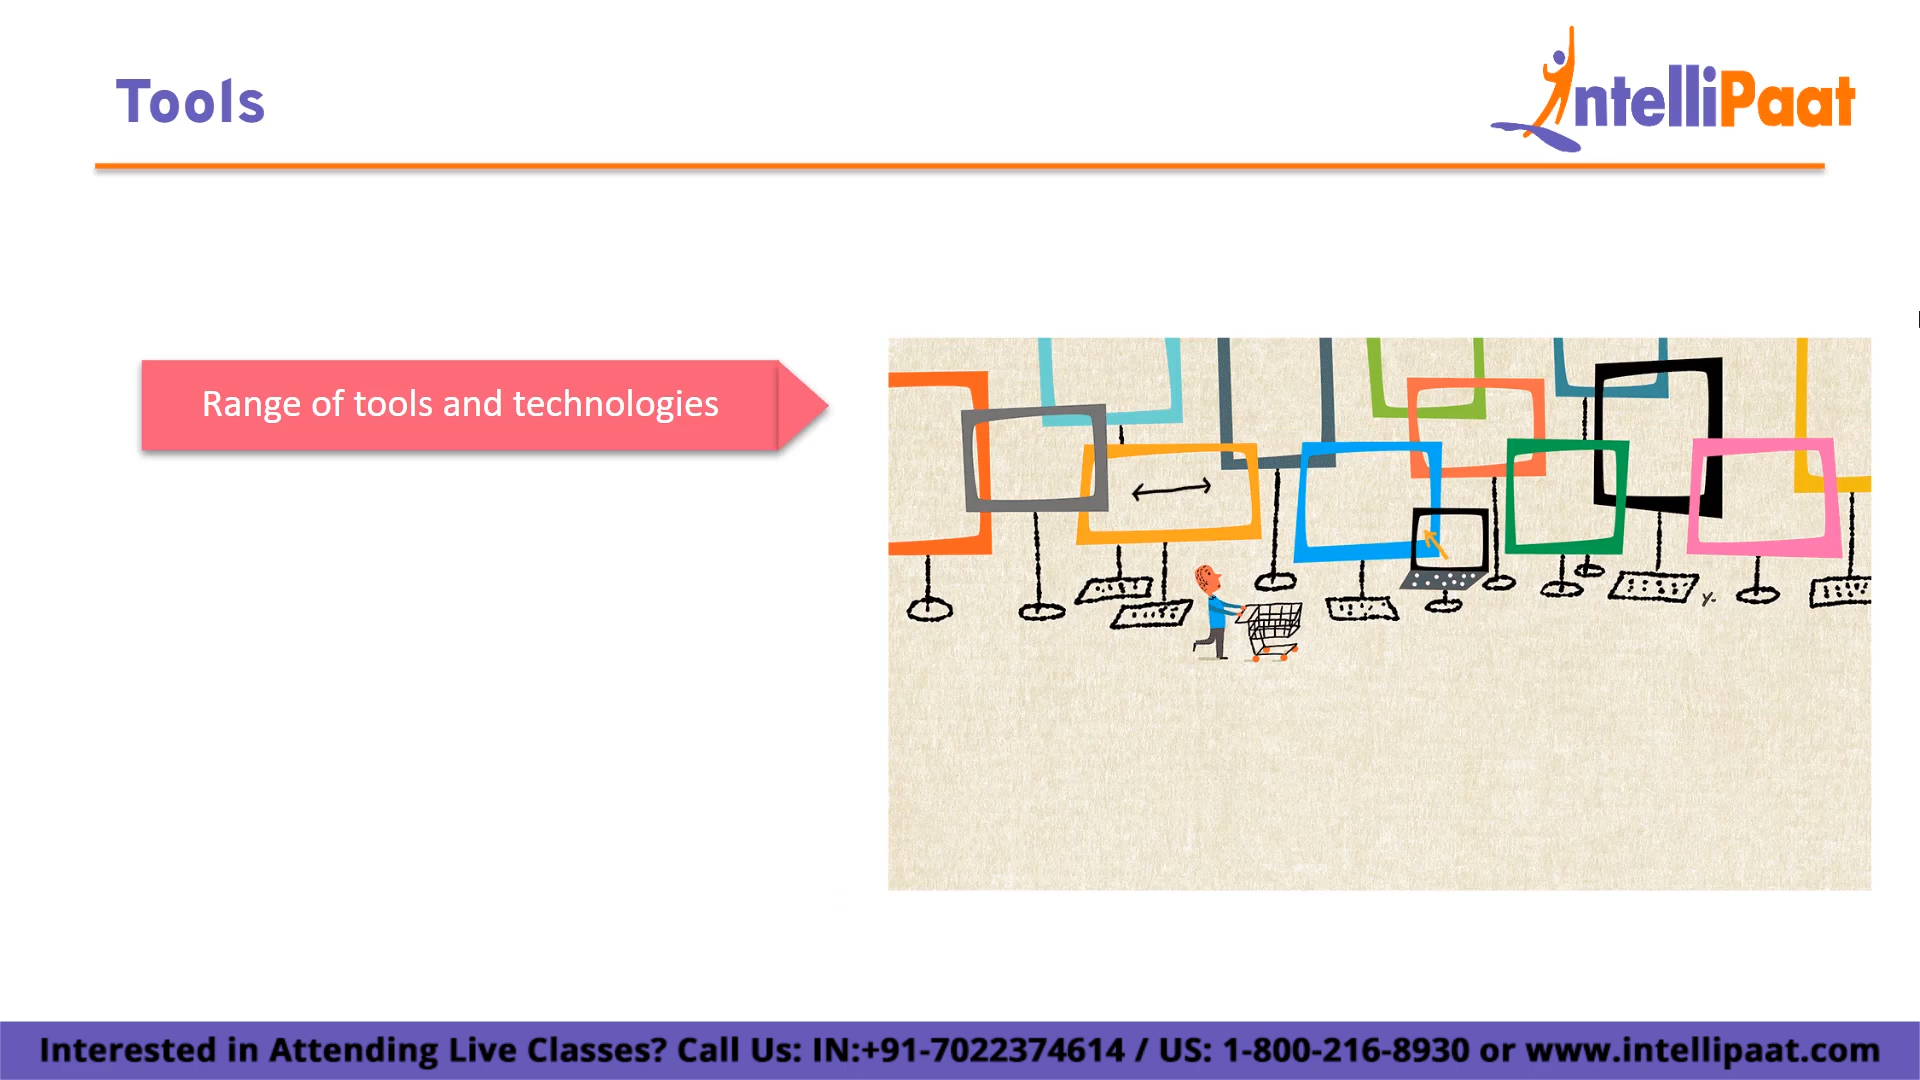 Tools
IntelliPaat
Range of tools and technologies
Interested in Attending Live Classes? Call Us: IN:+91-7022374614 / US: 1-800-216-8930 or www.intellipaat.com